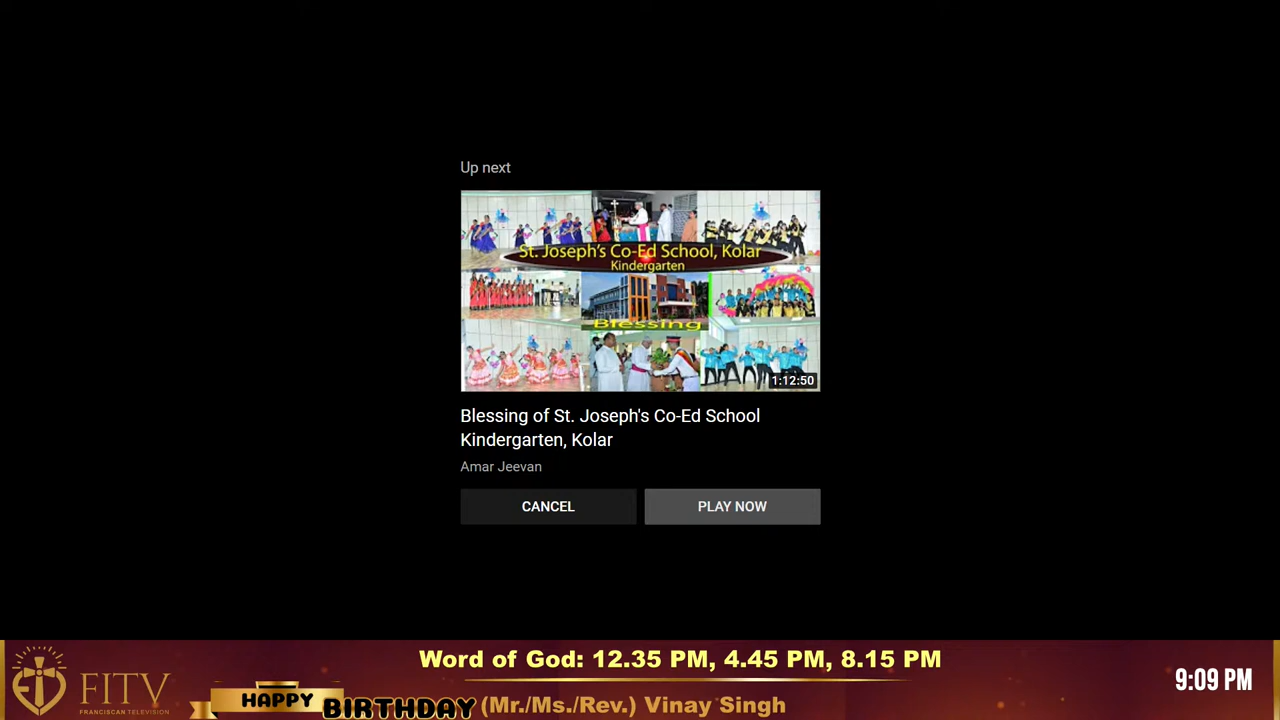 Up next
St. Joseph's Co-Ed School, Kolar
Kindergarten
Blessing
1:12:50
Blessing of St. Joseph's Co-Ed School
Kindergarten, Kolar
Amar Jeevan
CANCEL
PLAY NOW
Word of God: 12.35 PM, 4.45 PM, 8.15 PM
9:09 PM
FITV
FRANCISCAN TELEVISION
HAPPY BIRTHDAY (Mr./Ms./Rev.) Vinay Singh